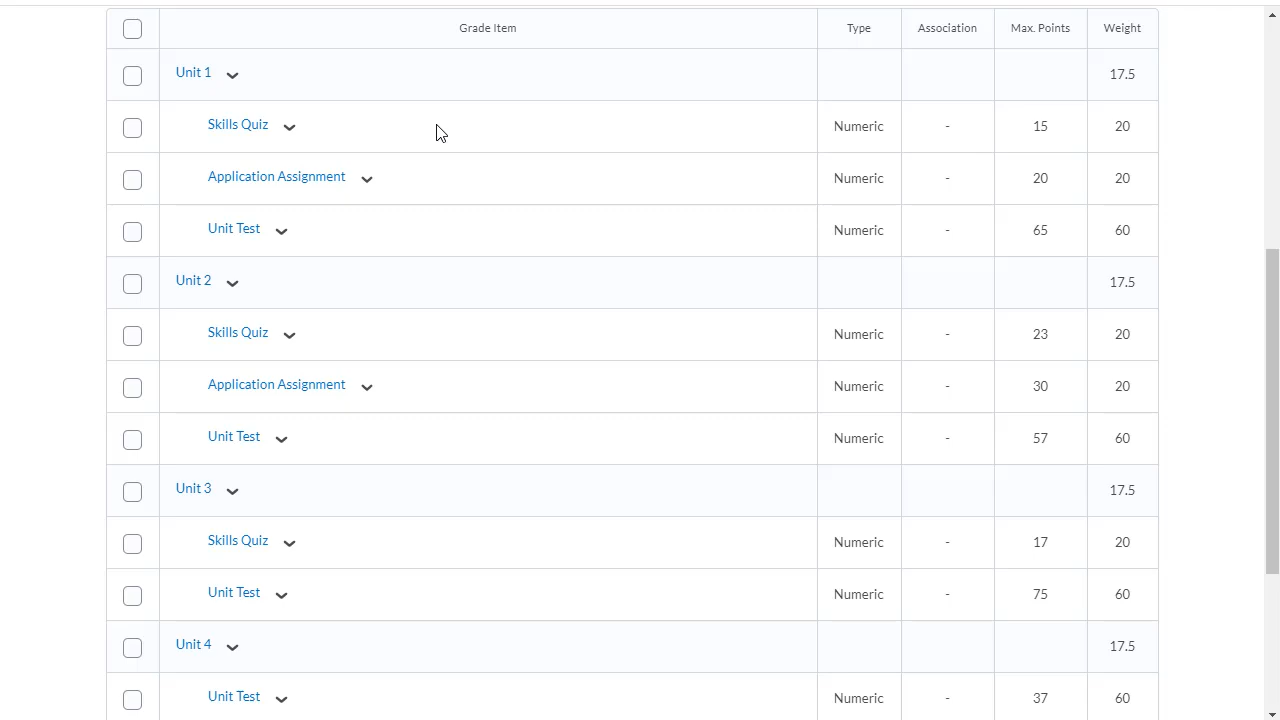 Grade Item Type Association Max. Points Weight
Unit 1 17.5
Skills Quiz Numeric - 15 20
Application Assignment Numeric - 20 20
Unit Test Numeric - 65 60
Unit 2 17.5
Skills Quiz Numeric - 23 20
Application Assignment Numeric - 30 20
Unit Test Numeric - 57 60
Unit 3 17.5
Skills Quiz Numeric - 17 20
Unit Test Numeric - 75 60
Unit 4 17.5
Unit Test Numeric - 37 60